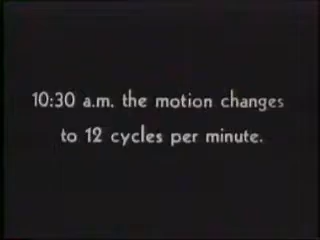 10:30 a.m. the motion changes
to 12 cycles per minute.